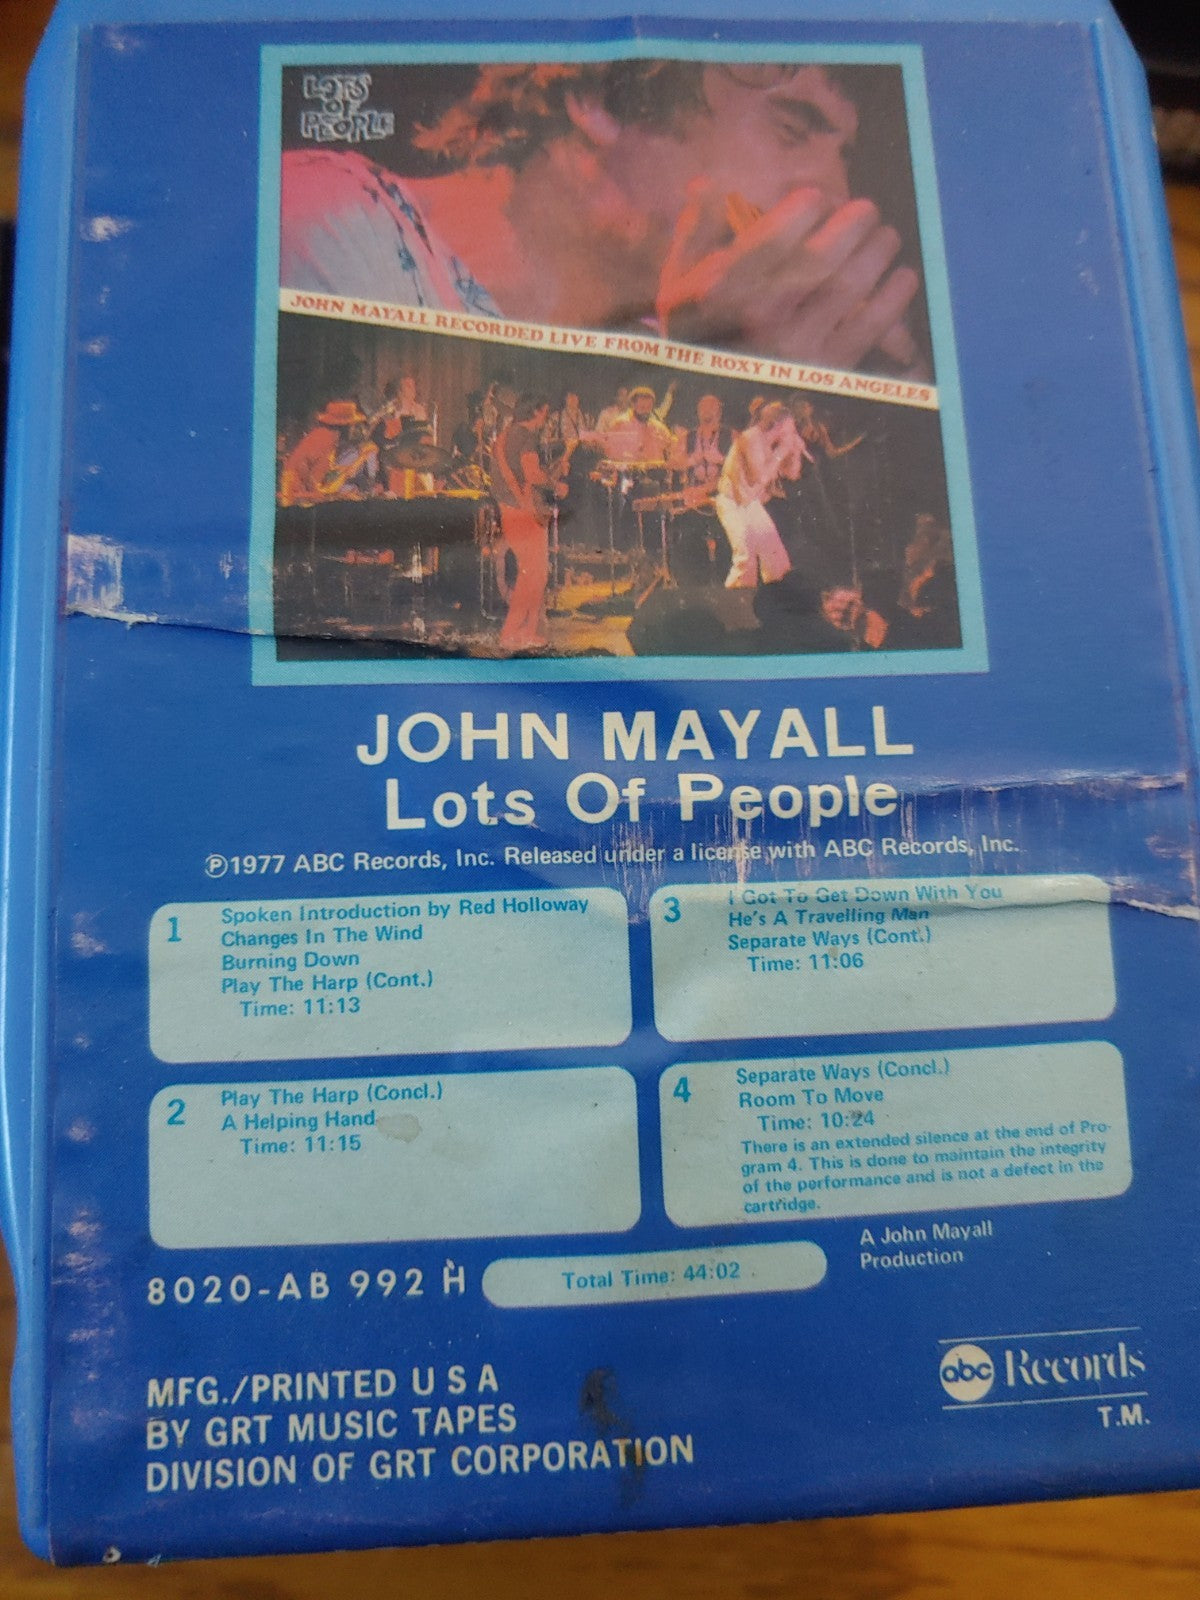 LOTS
OF
PEOPLE
JOHN MAYALL RECORDED LIVE FROM THE ROXY IN LOS ANGELES
JOHN MAYALL
Lots Of People
Ⓟ1977 ABC Records, Inc. Released under a license with ABC Records, Inc.
1
Spoken Introduction by Red Holloway
Changes In The Wind
Burning Down
Play The Harp (Cont.)
Time: 11:13
2
Play The Harp (Concl.)
A Helping Hand
Time: 11:15
3
I Got To Get Down With You
He's A Travelling Man
Separate Ways (Cont.)
Time: 11:06
4
Separate Ways (Concl.)
Room To Move
Time: 10:24
There is an extended silence at the end of Pro-
gram 4. This is done to maintain the integrity
of the performance and is not a defect in the
cartridge.
8020-AB 992 H
Total Time: 44:02
A John Mayall
Production
MFG./PRINTED U S A
BY GRT MUSIC TAPES
DIVISION OF GRT CORPORATION
abc Records
T.M.